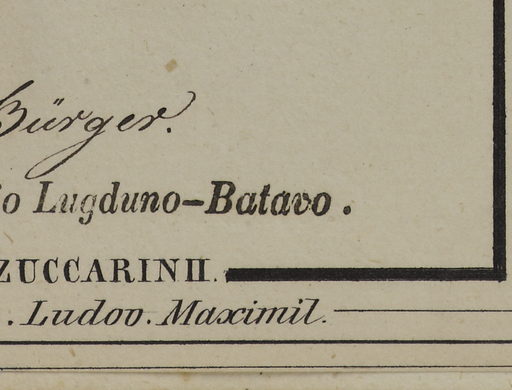 Bürger.
o Lugduno-Batavo.
ZUCCARINII.
. Ludov. Maximil.